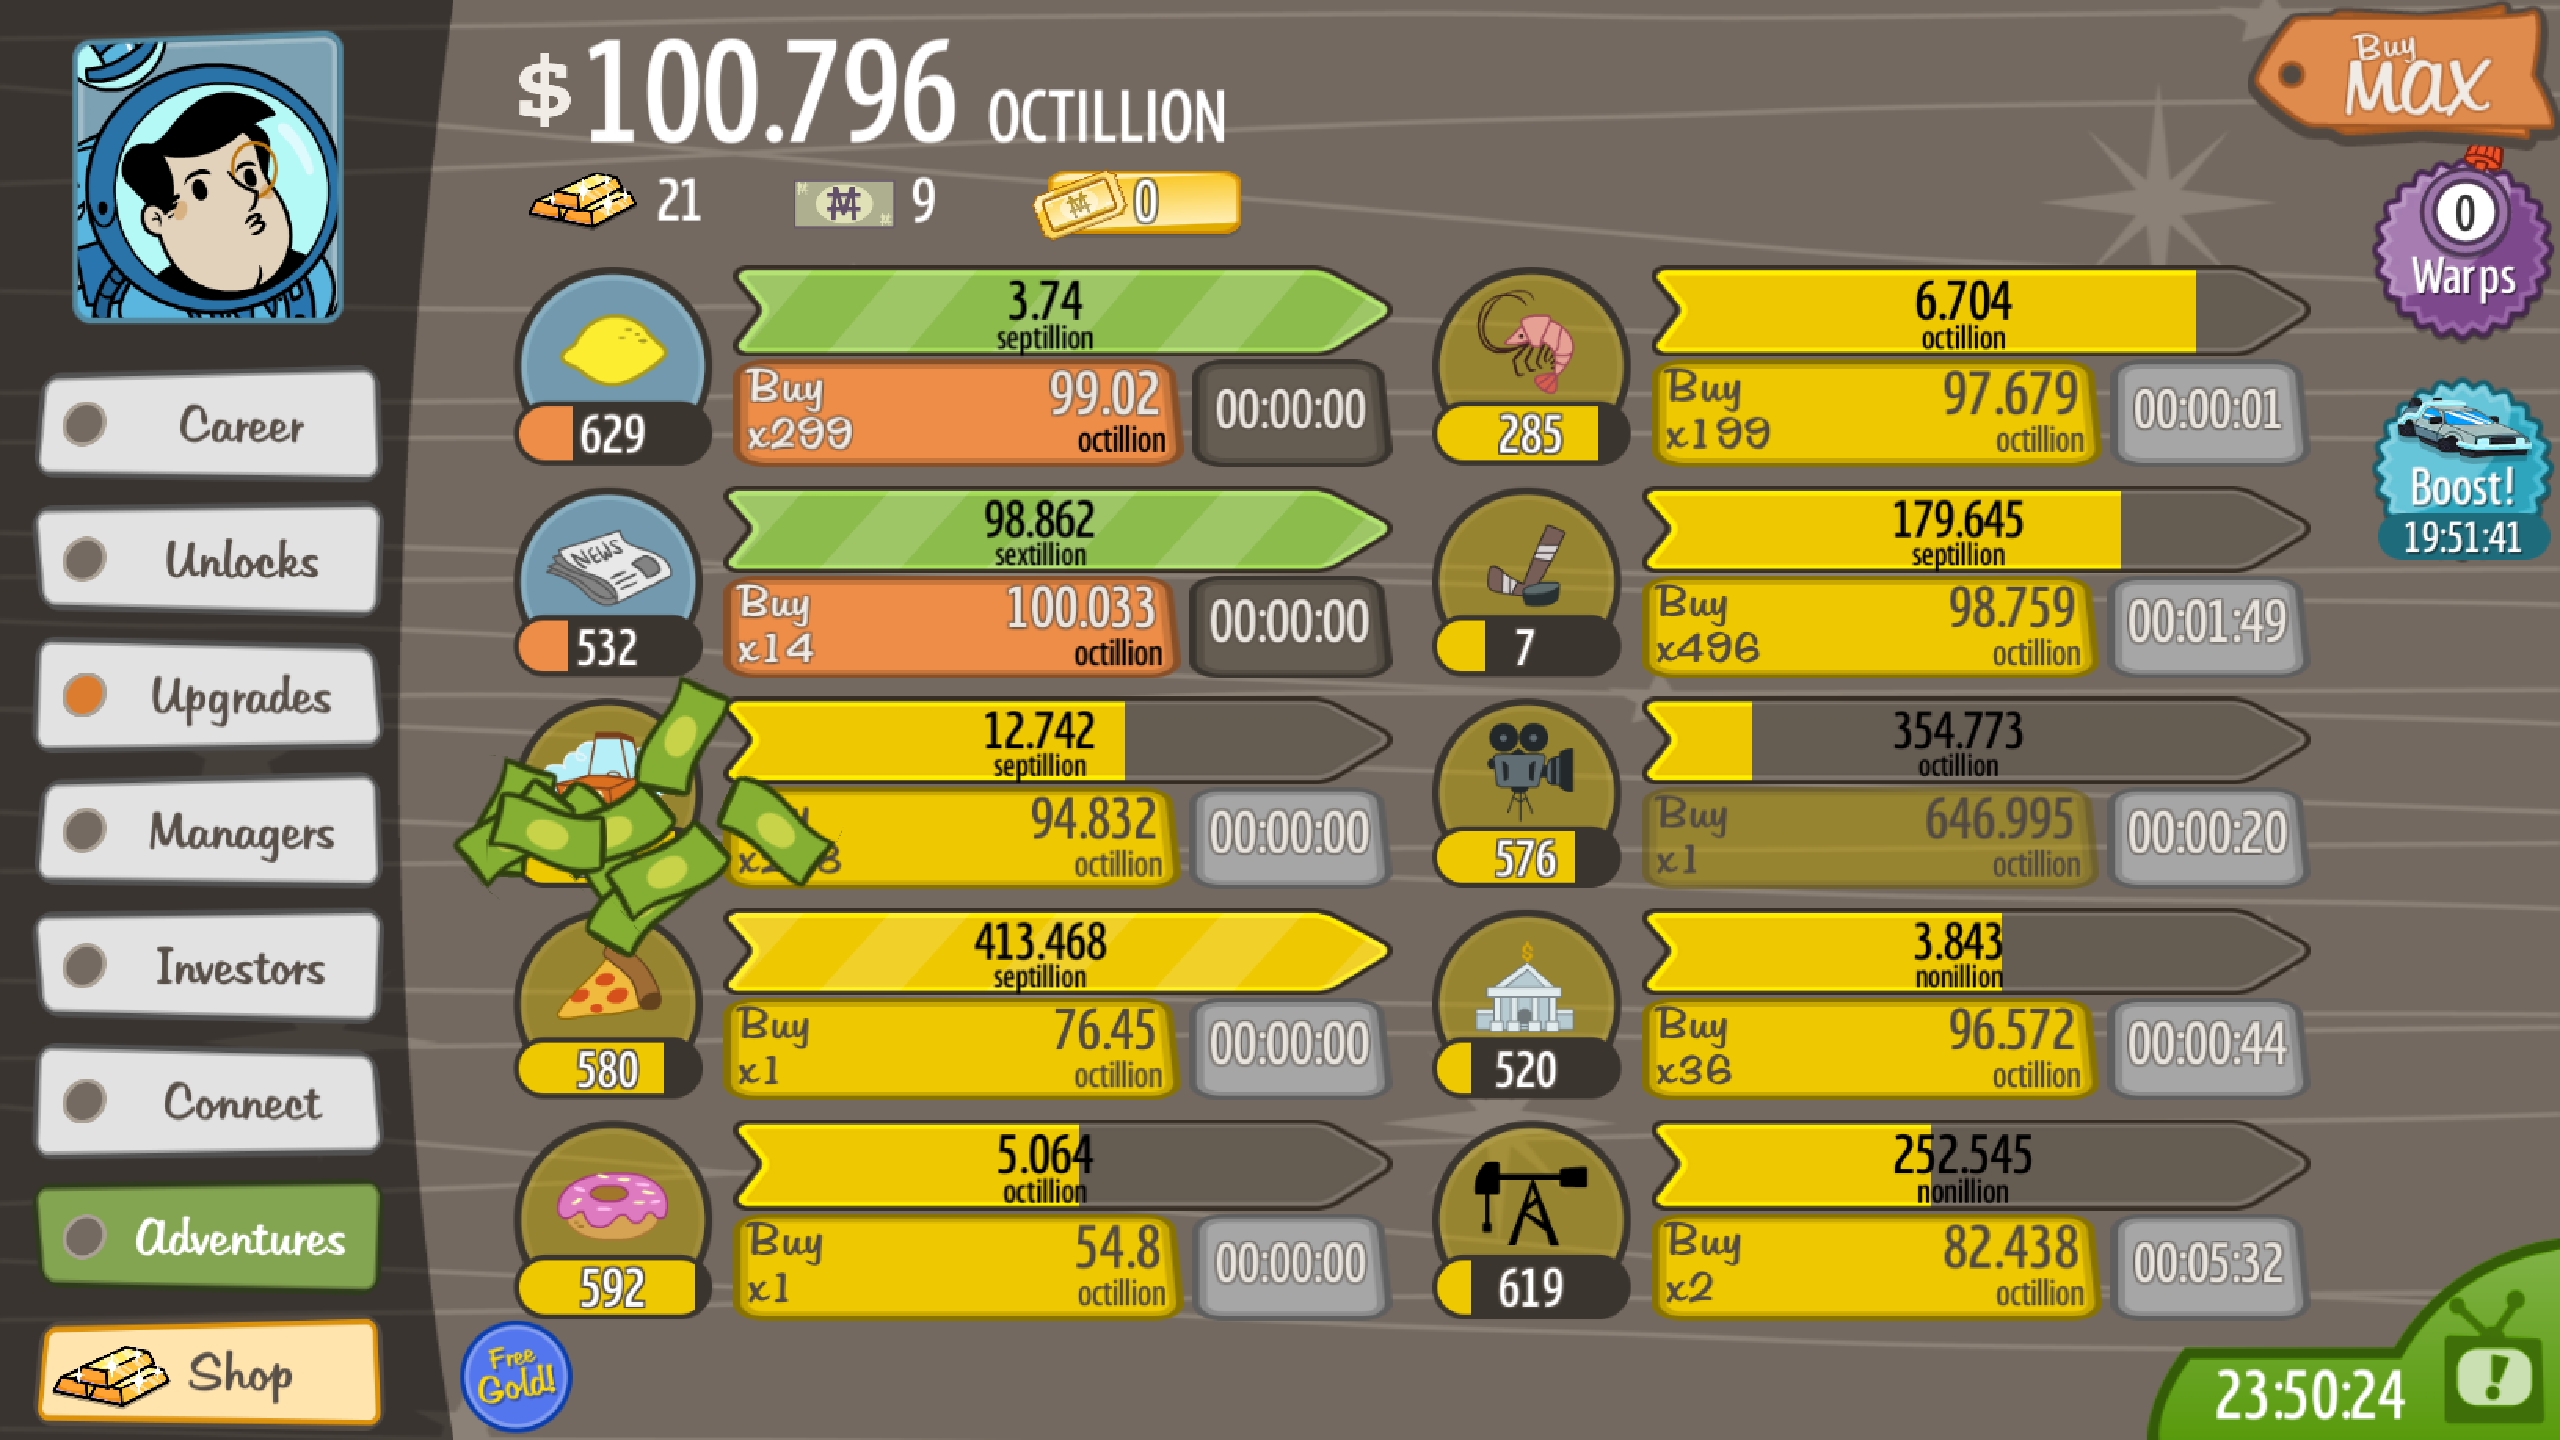 $100.796 OCTILLION
21
9
0
Buy
MAX
0
Warps
Boost!
19:51:41
Career
Unlocks
Upgrades
Managers
Investors
Connect
Adventures
Shop
3.74
septillion
Buy
x299
99.02
octillion
00:00:00
629
6.704
octillion
Buy
x199
97.679
octillion
00:00:01
285
NEWS
98.862
sextillion
Buy
x14
100.033
octillion
00:00:00
532
179.645
septillion
Buy
x496
98.759
octillion
00:01:49
7
12.742
septillion
94.832
octillion
00:00:00
354.773
octillion
Buy
x1
646.995
octillion
00:00:20
576
413.468
septillion
Buy
x1
76.45
octillion
00:00:00
580
3.843
nonillion
Buy
x36
96.572
octillion
00:00:44
520
5.064
octillion
Buy
x1
54.8
octillion
00:00:00
592
252.545
nonillion
Buy
x2
82.438
octillion
00:05:32
619
Free
Gold!
23:50:24
!